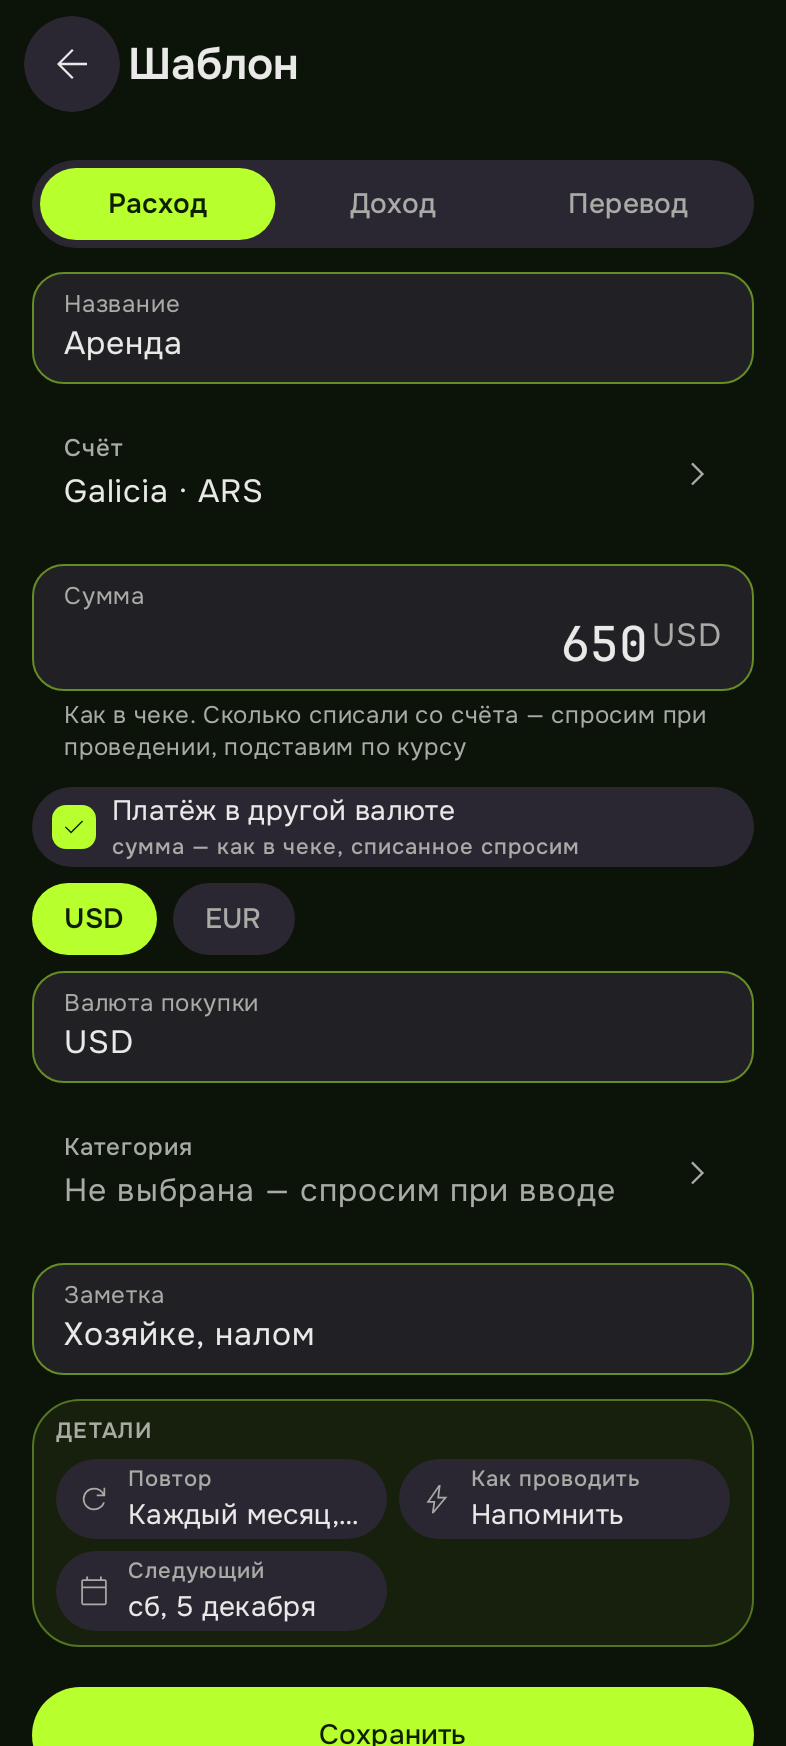 Шаблон
Расход
Доход
Перевод
Название
Аренда
Счёт
Galicia · ARS
Сумма
650 USD
Как в чеке. Сколько списали со счёта — спросим при
проведении, подставим по курсу
Платёж в другой валюте
сумма — как в чеке, списанное спросим
USD
EUR
Валюта покупки
USD
Категория
Не выбрана — спросим при вводе
Заметка
Хозяйке, налом
ДЕТАЛИ
Повтор
Каждый месяц,...
Как проводить
Напомнить
Следующий
сб, 5 декабря
Сохранить